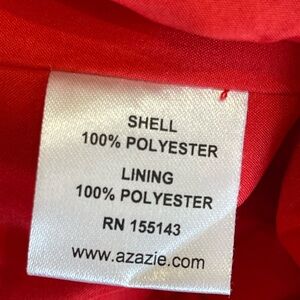 SHELL
100% POLYESTER
LINING
100% POLYESTER
RN 155143
www.azazie.com